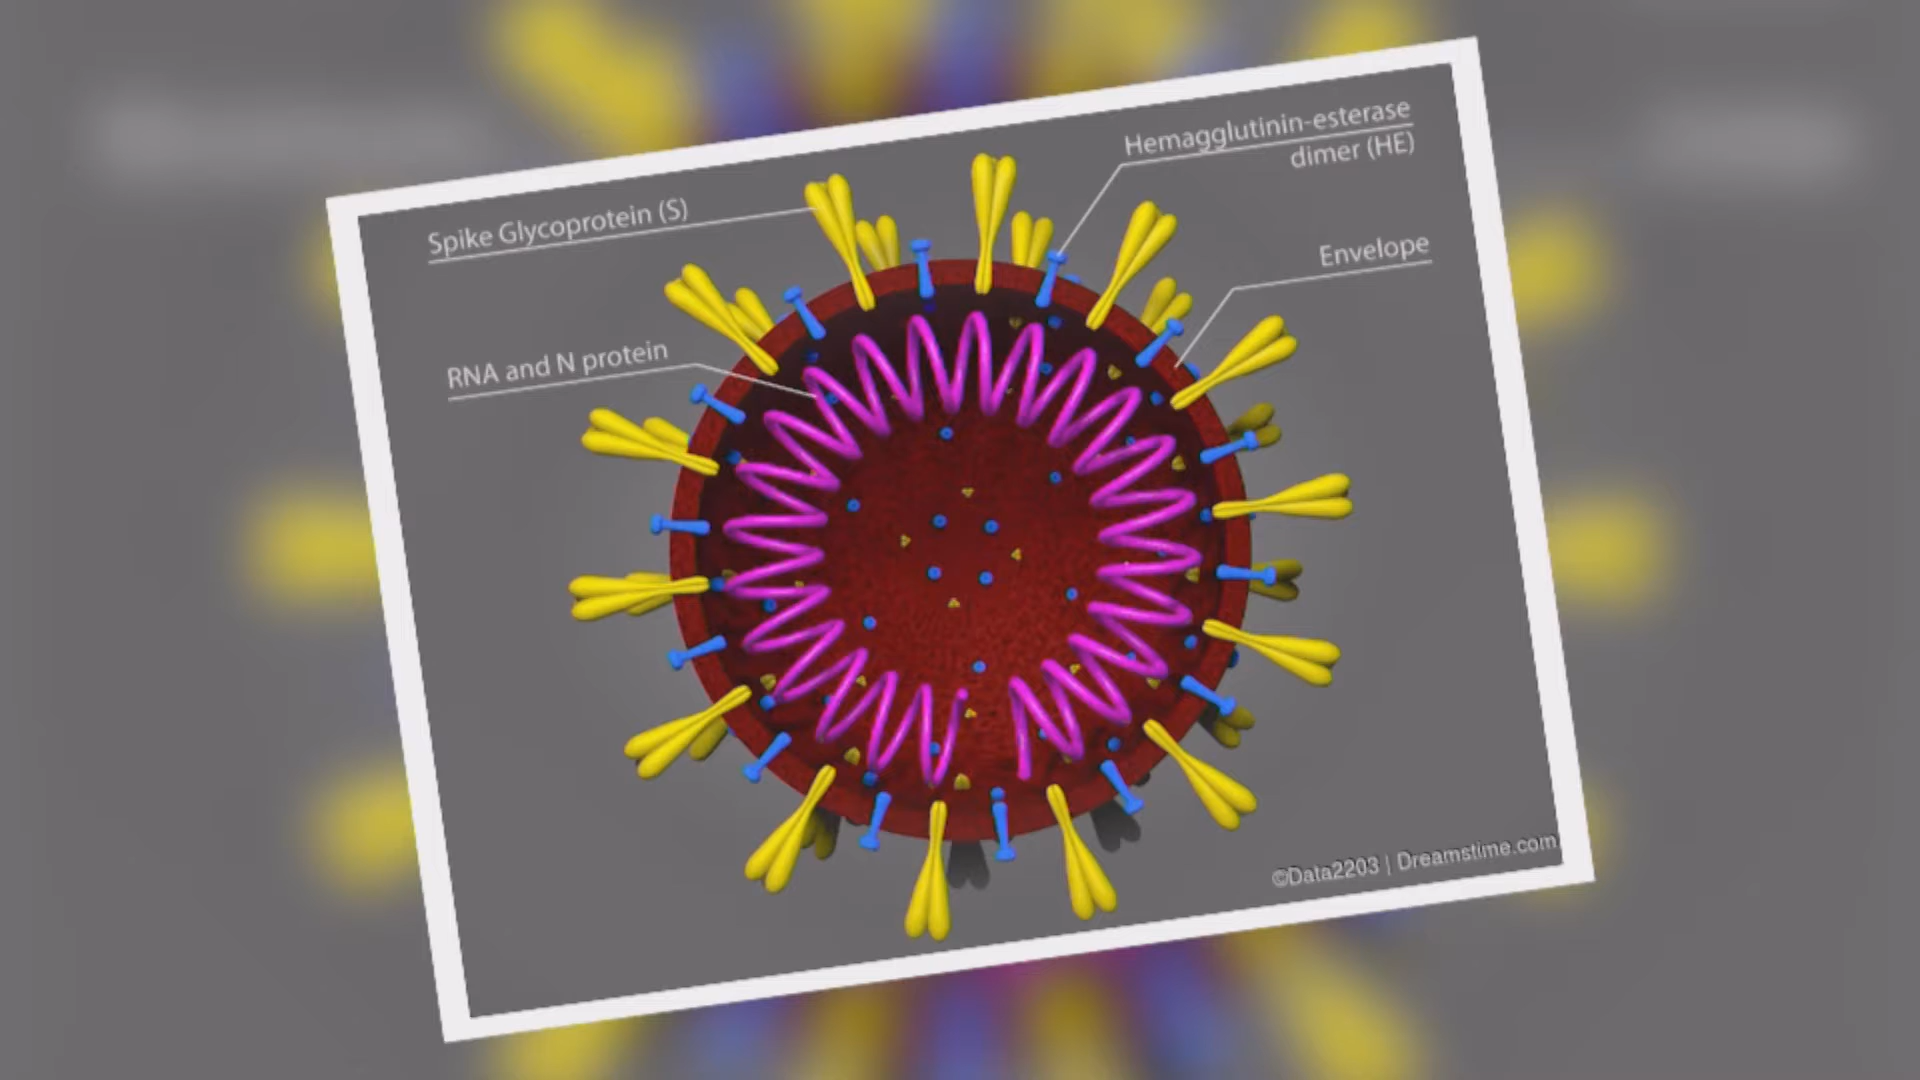 Hemagglutinin-esterase
dimer (HE)
Spike Glycoprotein (S)
Envelope
RNA and N protein
©Data2203 | Dreamstime.com